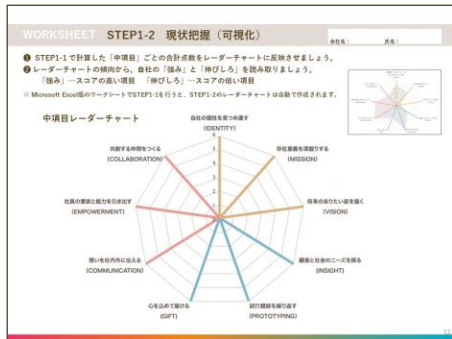 WORKSHEET STEP1-2 現状把握（可視化）
会社名： 氏名：
❶ STEP1-1 で計算した「中項目」ごとの合計点数をレーダーチャートに反映させましょう。
❷ レーダーチャートの傾向から、自社の「強み」と「伸びしろ」を読み取りましょう。
「強み」…スコアの高い項目 「伸びしろ」…スコアの低い項目
※ Microsoft Excel版のワークシートでSTEP1-1を行うと、STEP1-2のレーダーチャートは自動で作成されます。
中項目レーダーチャート
自社の個性を見つめ直す
(IDENTITY)
共創する仲間をつくる
(COLLABORATION)
存在意義を深掘りする
(MISSION)
社員の意欲と能力を引き出す
(EMPOWERMENT)
将来のありたい姿を描く
(VISION)
想いを社内外に伝える
(COMMUNICATION)
顧客と社会のニーズを探る
(INSIGHT)
心を込めて届ける
(GIFT)
試行錯誤を繰り返す
(PROTOTYPING)
6
5
4
3
2
1